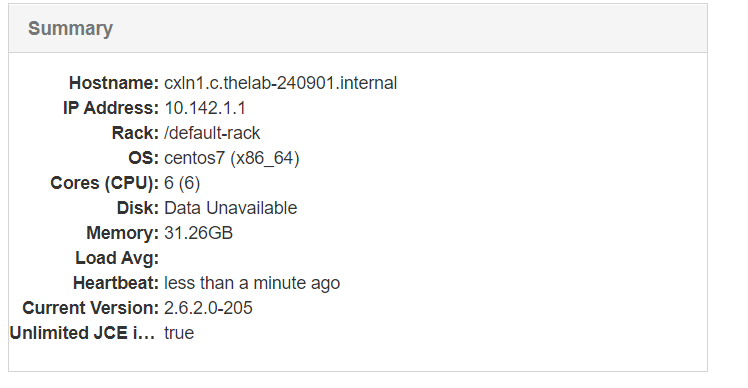 Summary
Hostname: cxln1.c.thelab-240901.internal
IP Address: 10.142.1.1
Rack: /default-rack
OS: centos7 (x86_64)
Cores (CPU): 6 (6)
Disk: Data Unavailable
Memory: 31.26GB
Load Avg:
Heartbeat: less than a minute ago
Current Version: 2.6.2.0-205
Unlimited JCE i... true